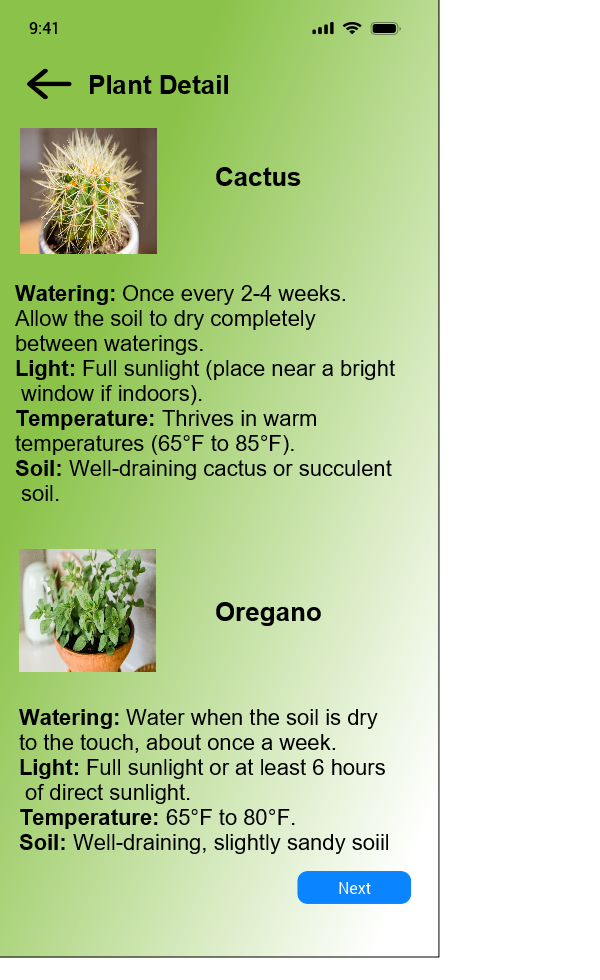 9:41
Plant Detail
Cactus
Watering: Once every 2-4 weeks.
Allow the soil to dry completely
between waterings.
Light: Full sunlight (place near a bright
window if indoors).
Temperature: Thrives in warm
temperatures (65°F to 85°F).
Soil: Well-draining cactus or succulent
soil.
Oregano
Watering: Water when the soil is dry
to the touch, about once a week.
Light: Full sunlight or at least 6 hours
of direct sunlight.
Temperature: 65°F to 80°F.
Soil: Well-draining, slightly sandy soiil
Next